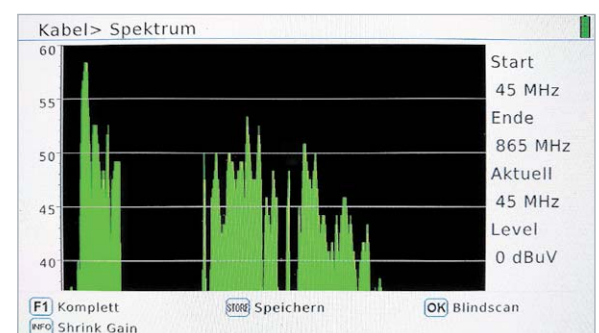 Kabel> Spektrum
60
55
50
45
40
Start
45 MHz
Ende
865 MHz
Aktuell
45 MHz
Level
0 dBuV
F1 Komplett
STORE Speichern
OK Blindscan
INFO Shrink Gain